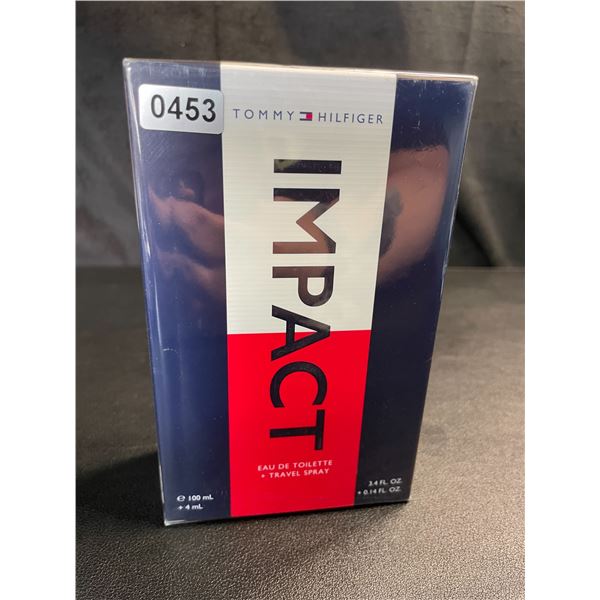 0453
TOMMY HILFIGER
IMPACT
EAU DE TOILETTE
+ TRAVEL SPRAY
℮ 100 mL
+ 4 mL
3.4 FL. OZ.
+ 0.14 FL. OZ.